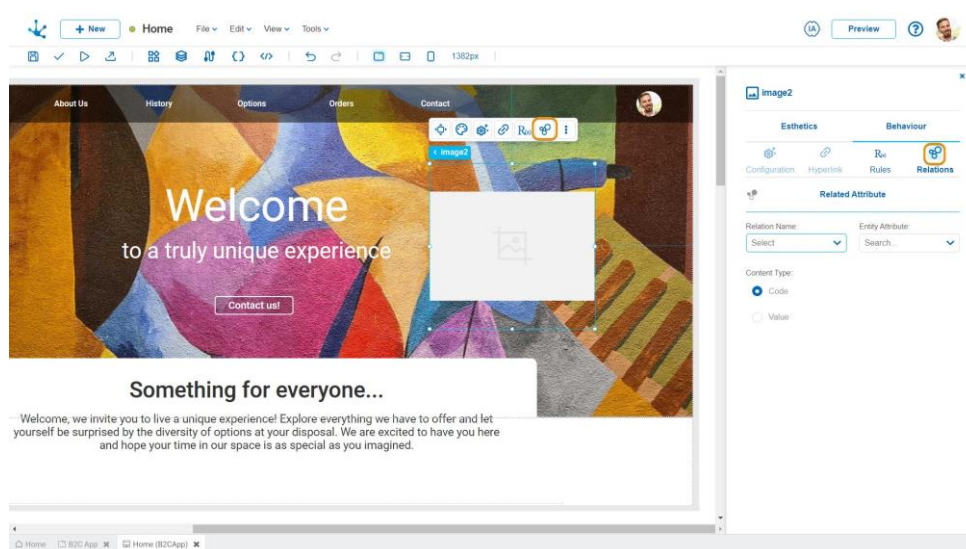 + New
Home
File
Edit
View
Tools
IA
Preview
?
1382px
About Us
History
Options
Orders
Contact
< image2
Welcome
to a truly unique experience
Contact us!
Something for everyone...
Welcome, we invite you to live a unique experience! Explore everything we have to offer and let
yourself be surprised by the diversity of options at your disposal. We are excited to have you here
and hope your time in our space is as special as you imagined.
image2
Esthetics
Behaviour
Configuration
Hyperlink
Rules
Relations
Related Attribute
Relation Name
Entity Attribute:
Select
Search...
Content Type:
Code
Value
Home
B2C App
Home (B2CApp)